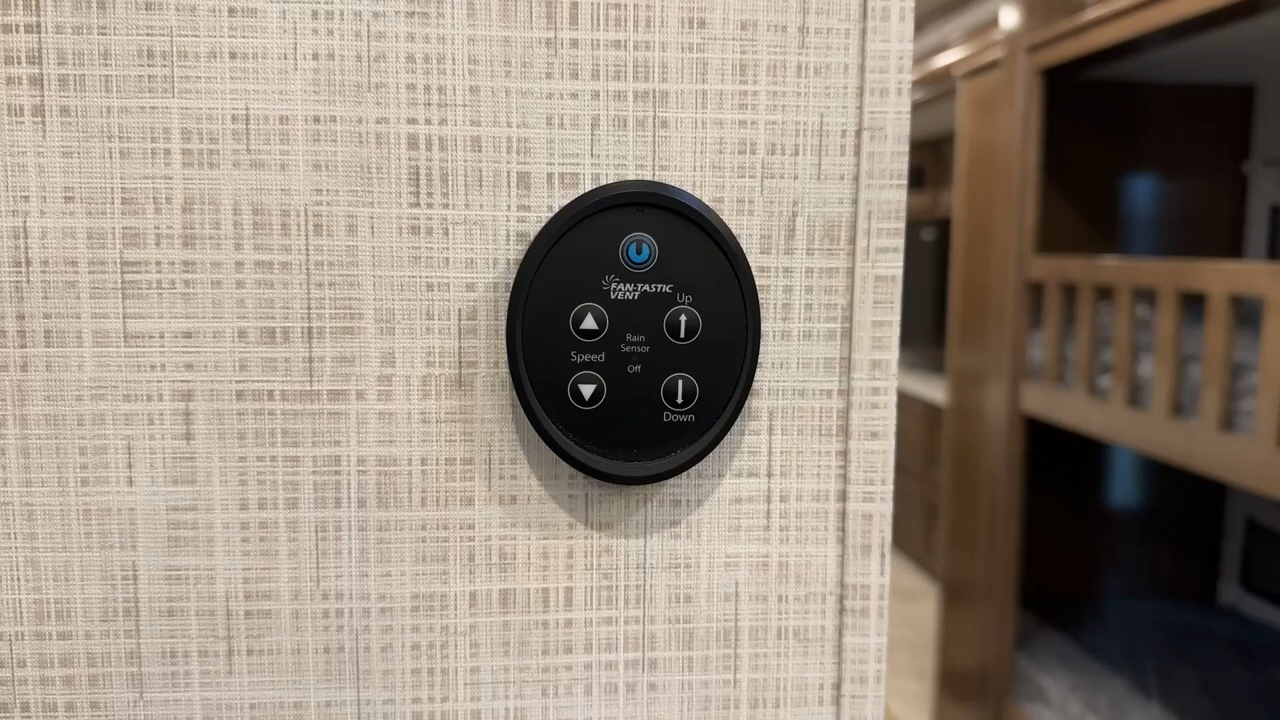 FAN-TASTIC
VENT
Up
Rain
Sensor
Speed
Off
Down